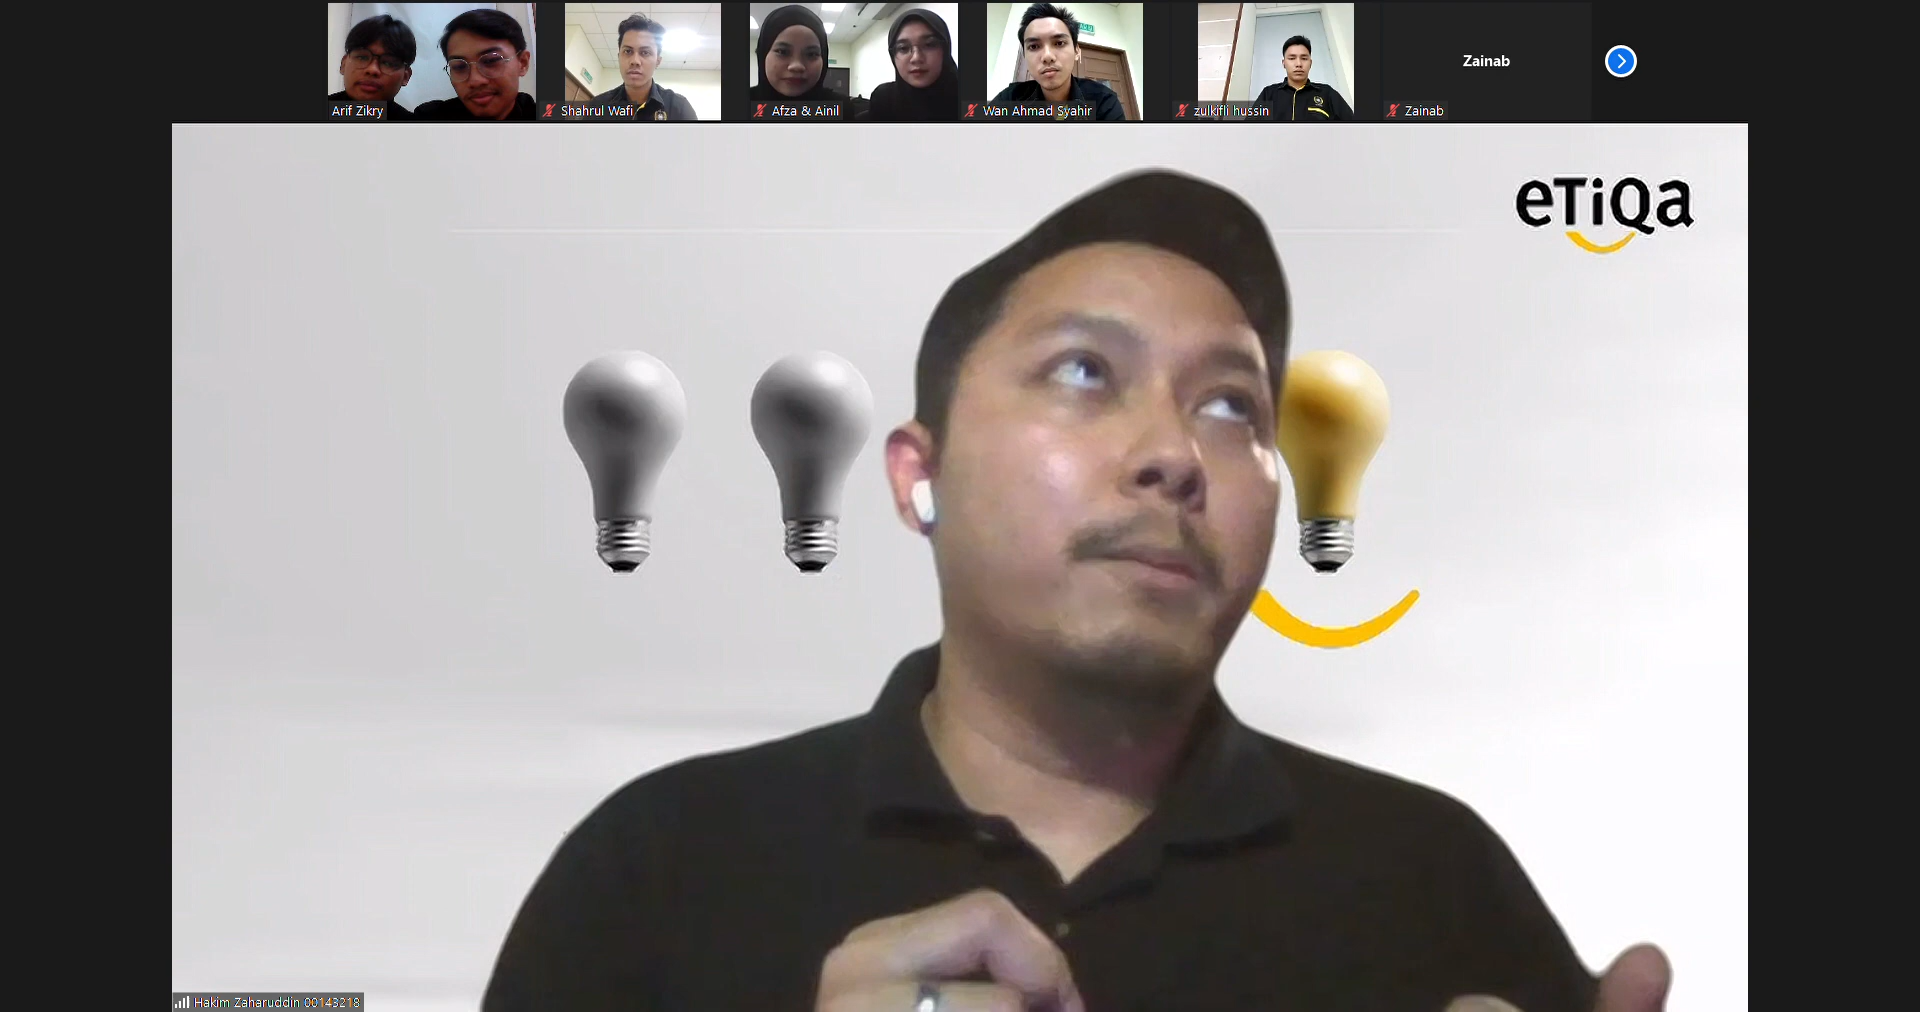 Arif Zikry
Shahrul Wafi
Afza & Ainil
Wan Ahmad Syahir
zulkifli hussin
Zainab
Zainab
eTiQa
Hakim Zaharuddin 00143218